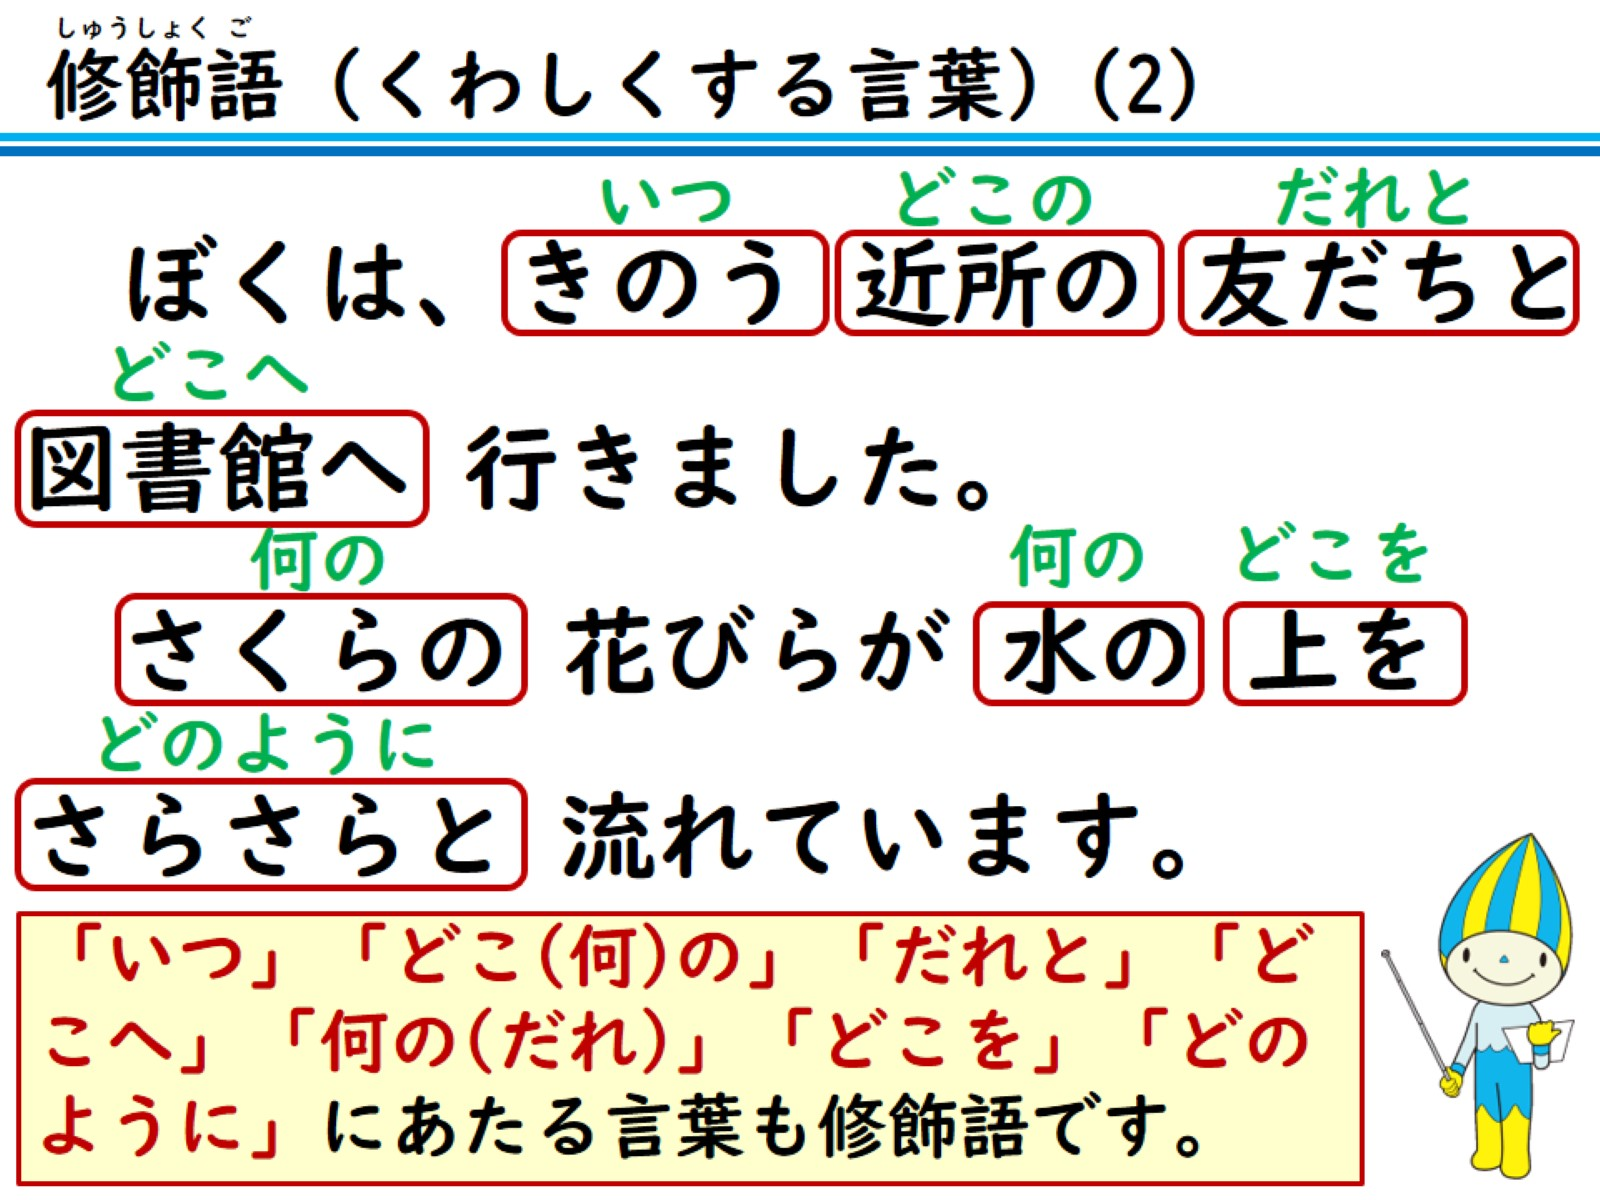 しゅうしょく ご
修飾語（くわしくする言葉）（2）
いつ どこの だれと
ぼくは、きのう 近所の 友だちと
どこへ
図書館へ 行きました。
何の 何の どこを
さくらの 花びらが 水の 上を
どのように
さらさらと 流れています。
「いつ」「どこ(何)の」「だれと」「ど
こへ」「何の(だれ)」「どこを」「どの
ように」にあたる言葉も修飾語です。